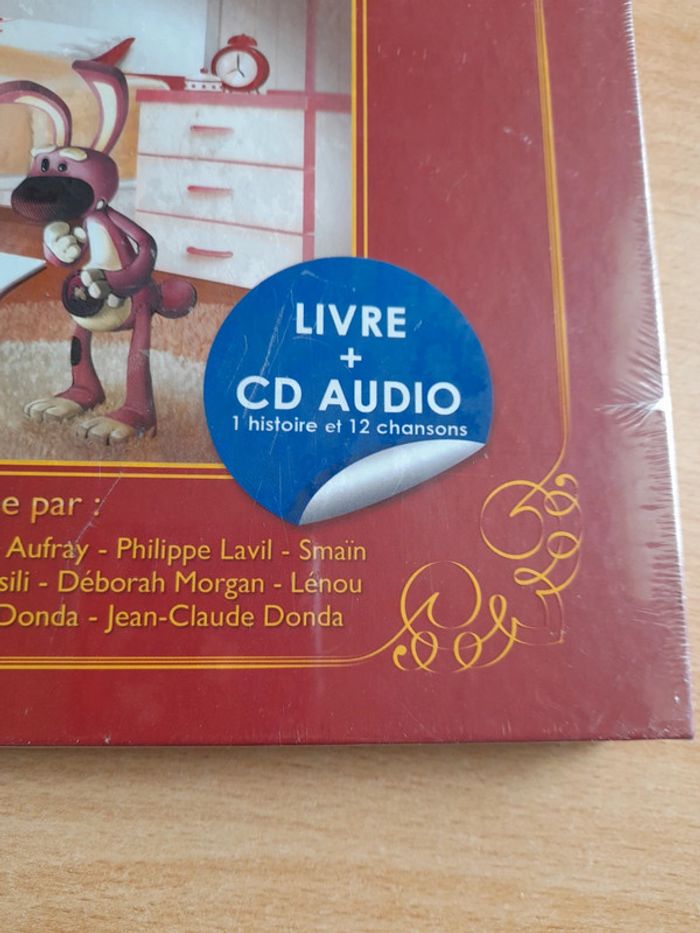 LIVRE
+
CD AUDIO
1 histoire et 12 chansons
e par :
Aufray - Philippe Lavil - Smaïn
sili - Déborah Morgan - Lénou
Donda - Jean-Claude Donda